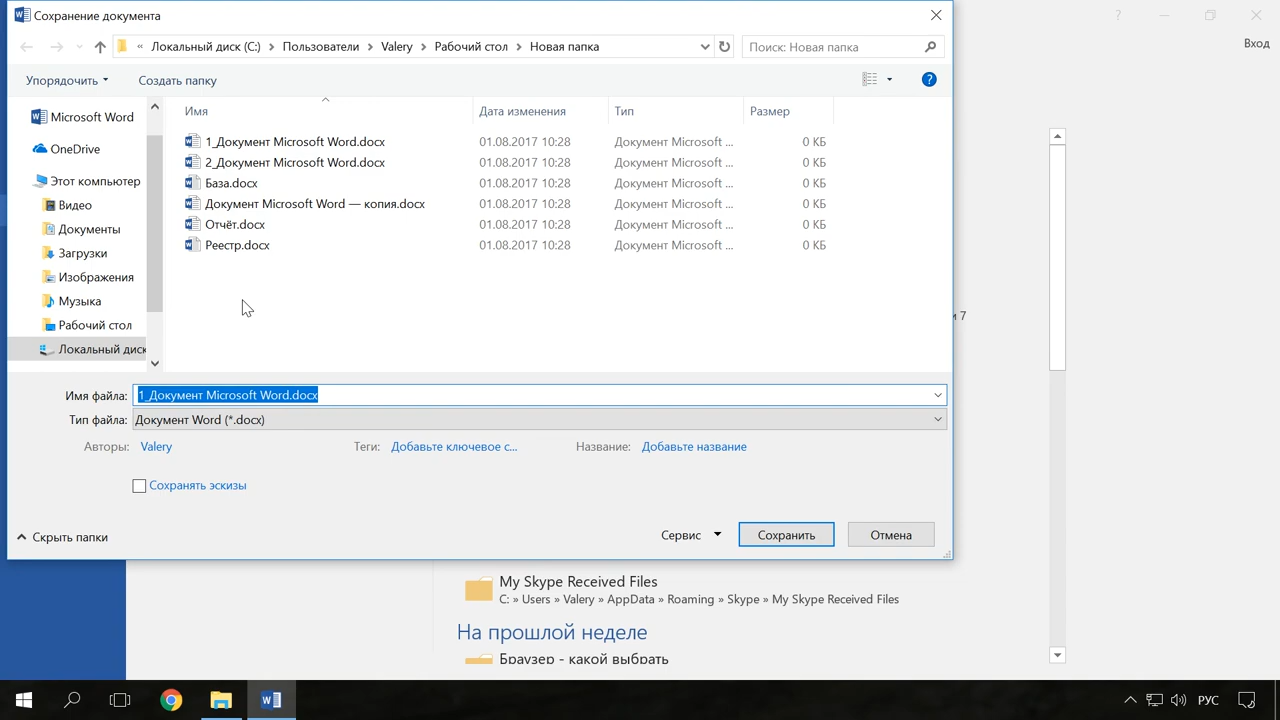 Сохранение документа
?
Вход
« Локальный диск (C:) > Пользователи > Valery > Рабочий стол > Новая папка
Поиск: Новая папка
Упорядочить
Создать папку
?
Microsoft Word
OneDrive
Этот компьютер
Видео
Документы
Загрузки
Изображения
Музыка
Рабочий стол
Локальный диск
Имя Дата изменения Тип Размер
1_Документ Microsoft Word.docx 01.08.2017 10:28 Документ Microsoft ... 0 КБ
2_Документ Microsoft Word.docx 01.08.2017 10:28 Документ Microsoft ... 0 КБ
База.docx 01.08.2017 10:28 Документ Microsoft ... 0 КБ
Документ Microsoft Word — копия.docx 01.08.2017 10:28 Документ Microsoft ... 0 КБ
Отчёт.docx 01.08.2017 10:28 Документ Microsoft ... 0 КБ
Реестр.docx 01.08.2017 10:28 Документ Microsoft ... 0 КБ
и 7
Имя файла: 1_Документ Microsoft Word.docx
Тип файла: Документ Word (*.docx)
Авторы: Valery Теги: Добавьте ключевое с... Название: Добавьте название
Сохранять эскизы
Скрыть папки
Сервис
Сохранить
Отмена
My Skype Received Files
C: » Users » Valery » AppData » Roaming » Skype » My Skype Received Files
На прошлой неделе
Браузер - какой выбрать
РУС